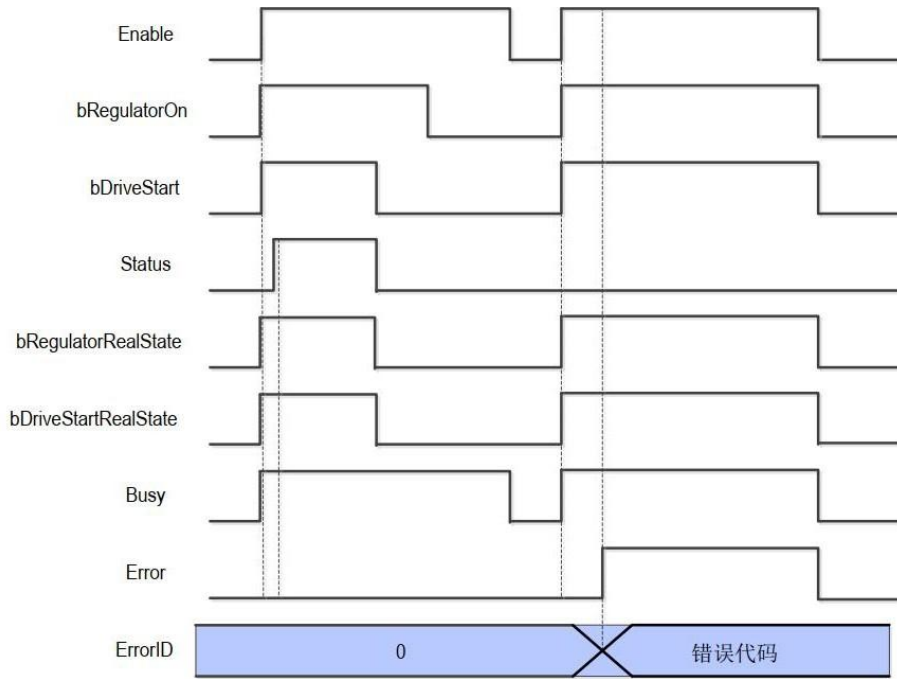 Enable
bRegulatorOn
bDriveStart
Status
bRegulatorRealState
bDriveStartRealState
Busy
Error
ErrorID 0 错误代码